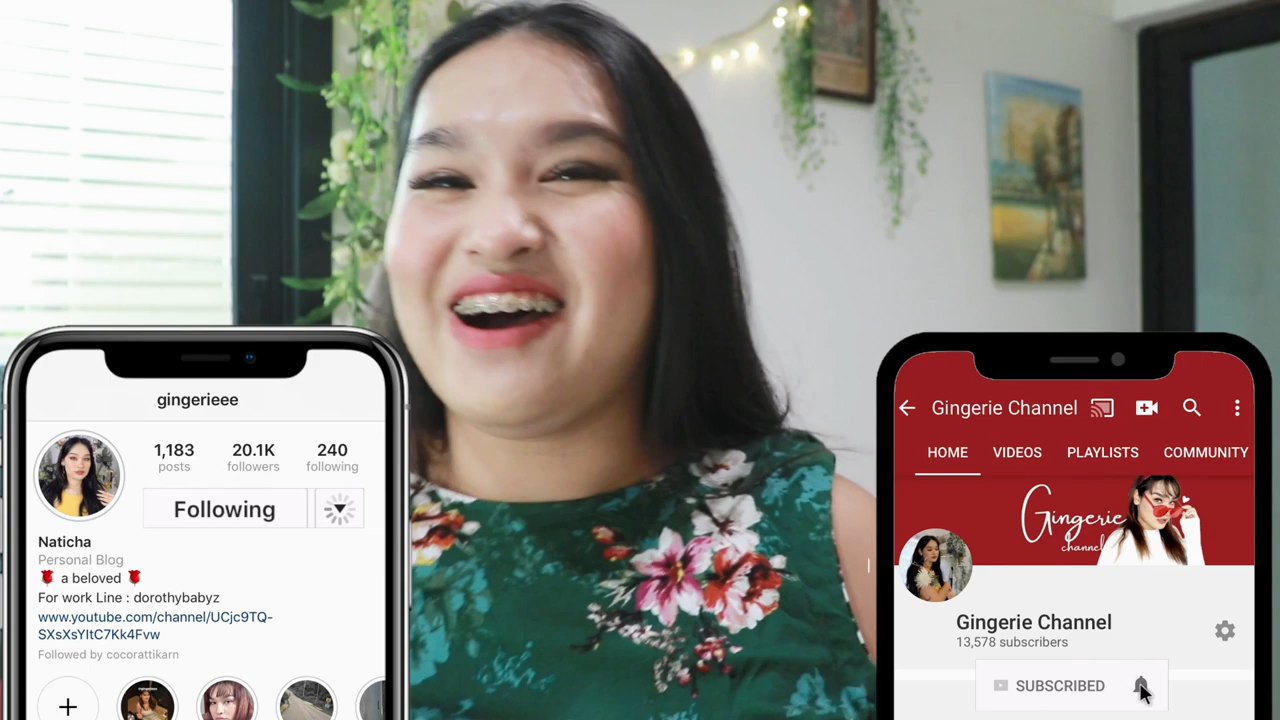 gingerieee
1,183 20.1K 240
posts followers following
Following
Naticha
Personal Blog
🌹 a beloved 🌹
For work Line : dorothybabyz
www.youtube.com/channel/UCjc9TQ-
SXsXsYItC7Kk4Fvw
Followed by cocorattikarn
Gingerie Channel
HOME VIDEOS PLAYLISTS COMMUNITY
Gingerie
channel
Gingerie Channel
13,578 subscribers
SUBSCRIBED